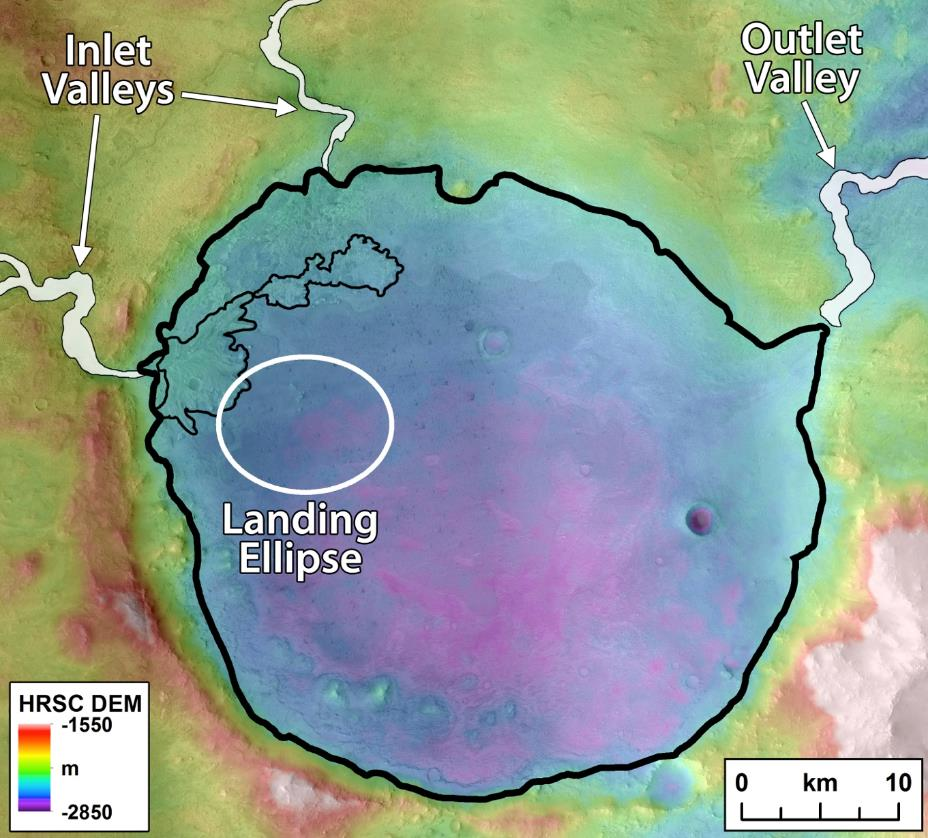 Inlet
Valleys
Outlet
Valley
Landing
Ellipse
HRSC DEM
-1550
m
-2850
0 km 10